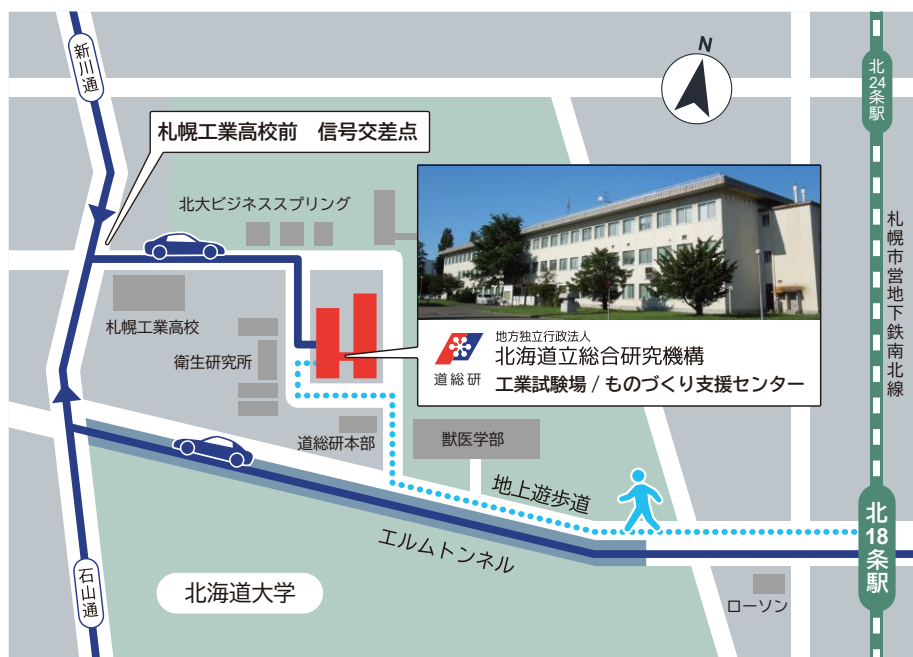 新川通
N
北24条駅
札幌工業高校前　信号交差点
北大ビジネススプリング
札幌市営地下鉄南北線
札幌工業高校
衛生研究所
道総研
地方独立行政法人
北海道立総合研究機構
工業試験場 / ものづくり支援センター
道総研本部
獣医学部
地上遊歩道
エルムトンネル
北18条駅
石山通
北海道大学
ローソン